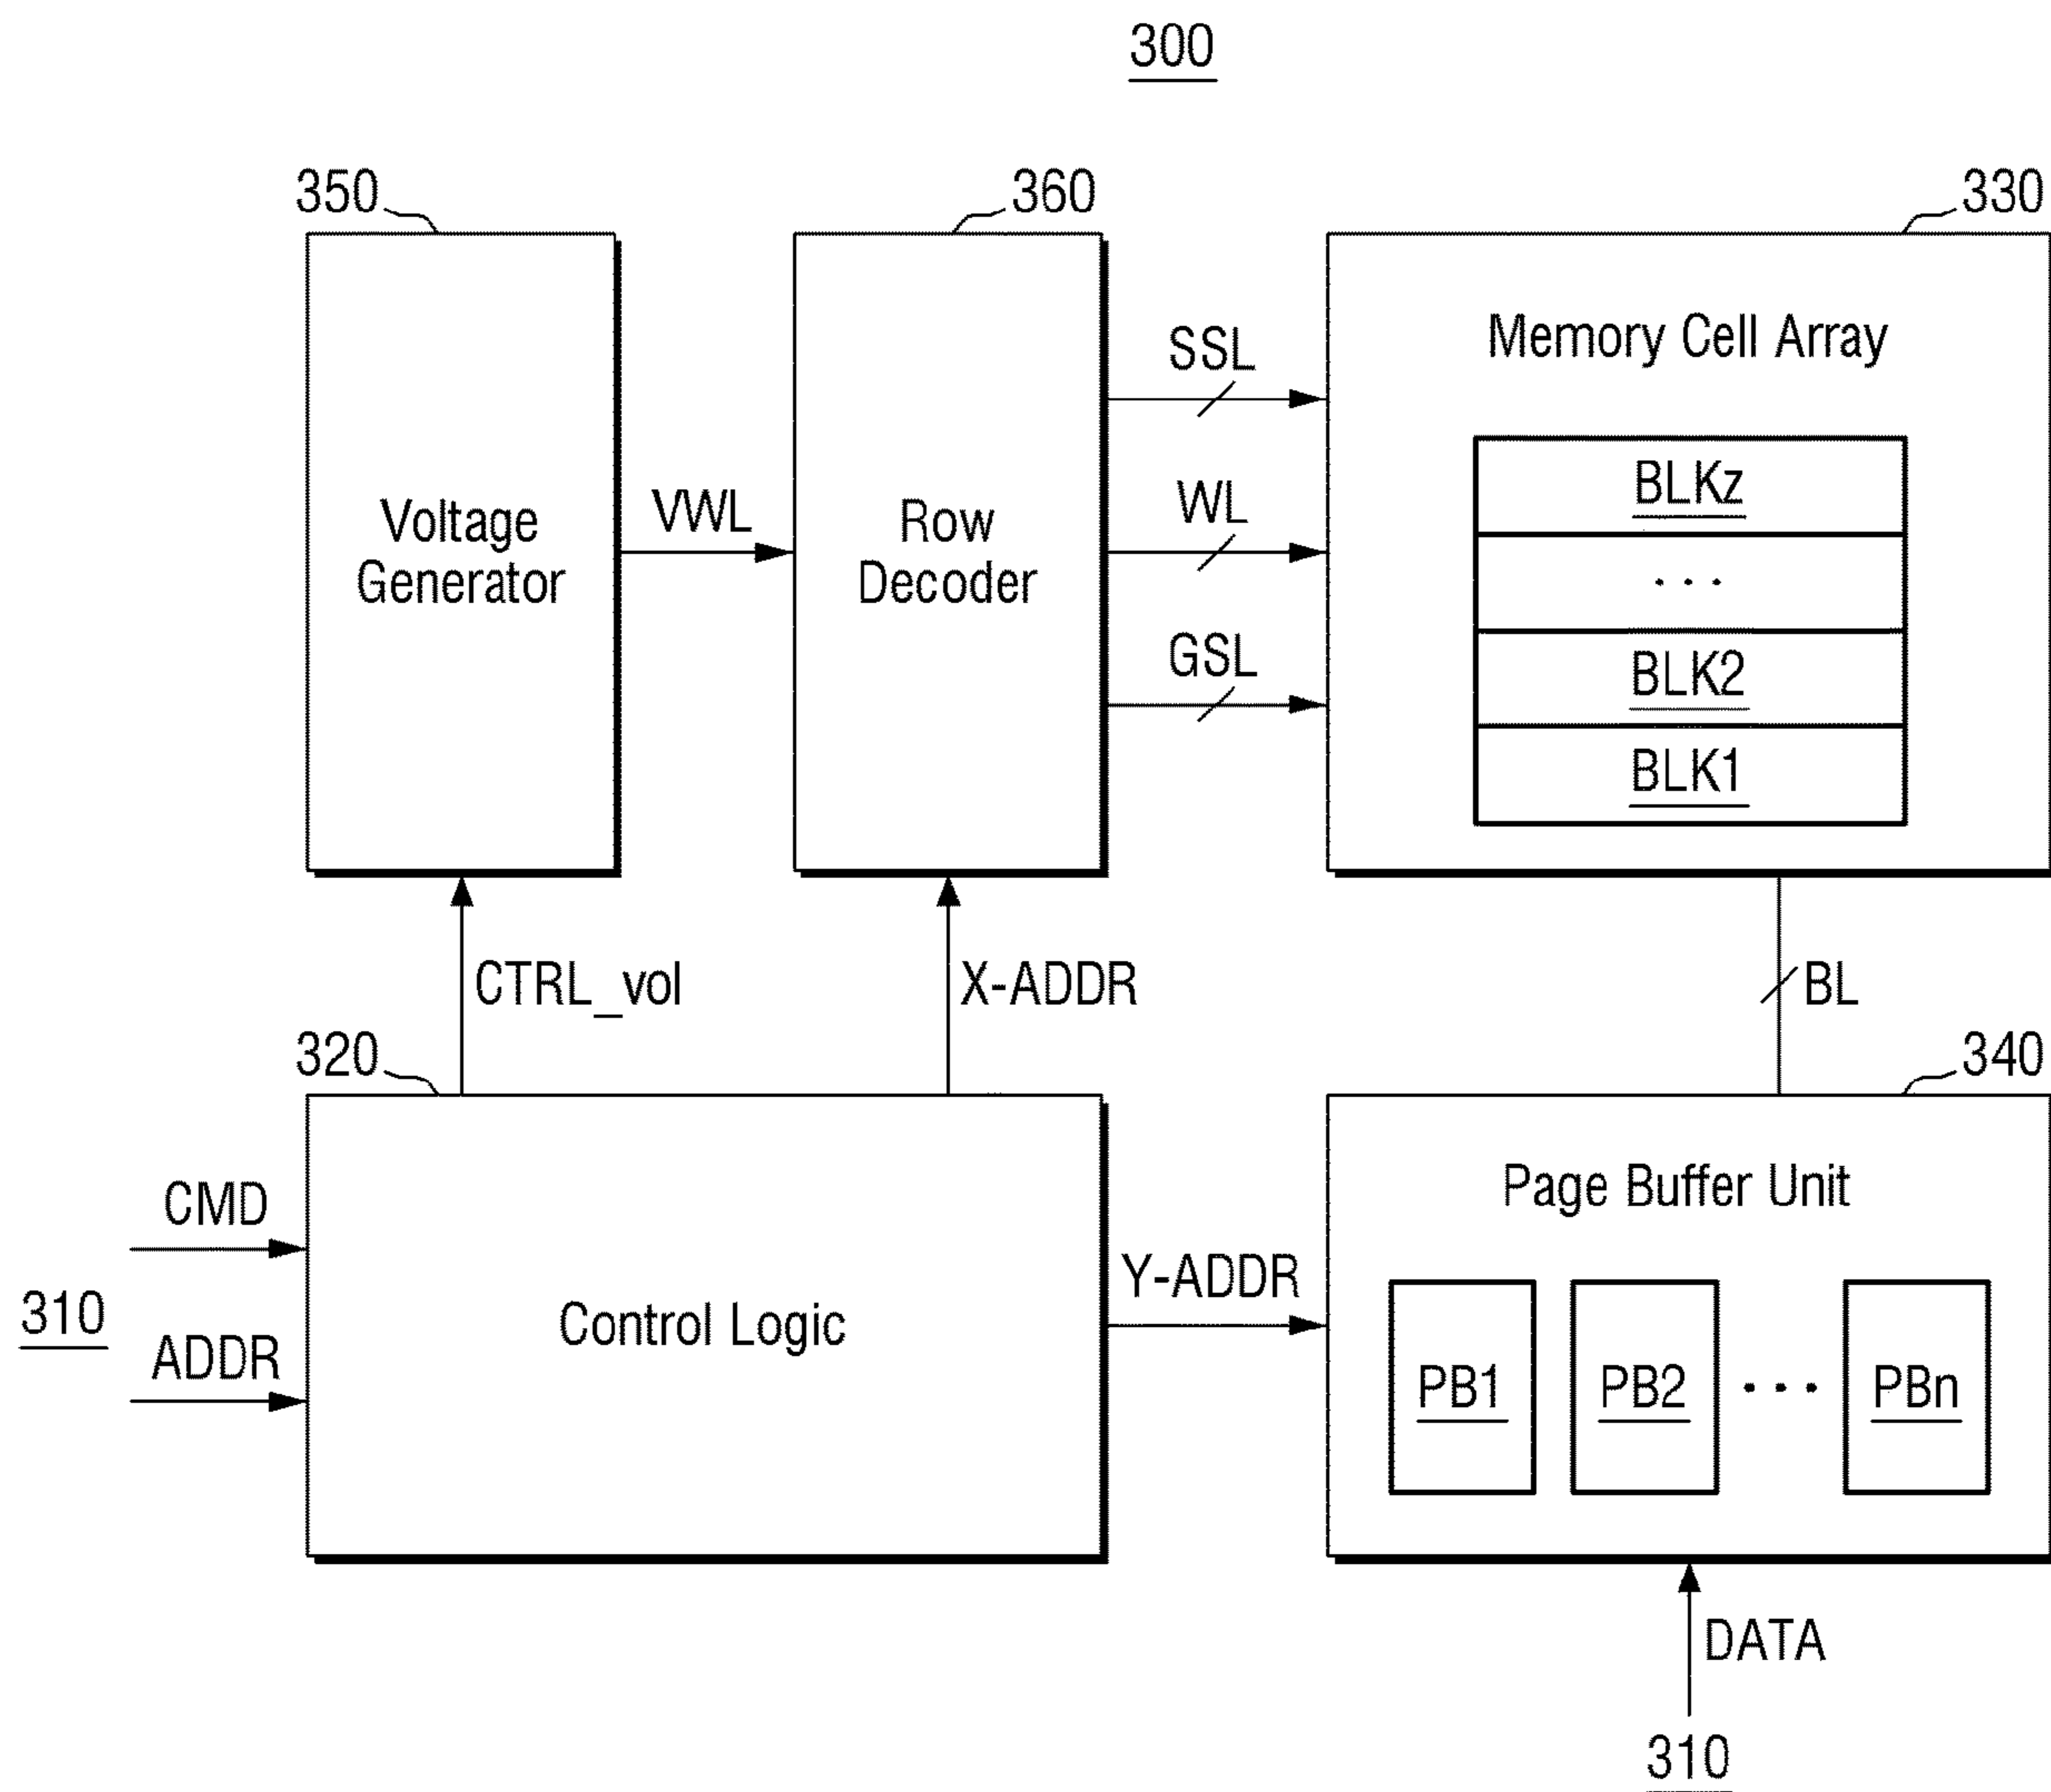 300
350
360
330
Voltage
Generator
VWL
Row
Decoder
SSL
WL
GSL
Memory Cell Array
BLKz
...
BLK2
BLK1
CTRL_vol
X-ADDR
BL
320
340
CMD
310
ADDR
Control Logic
Y-ADDR
Page Buffer Unit
PB1 PB2 ... PBn
DATA
310